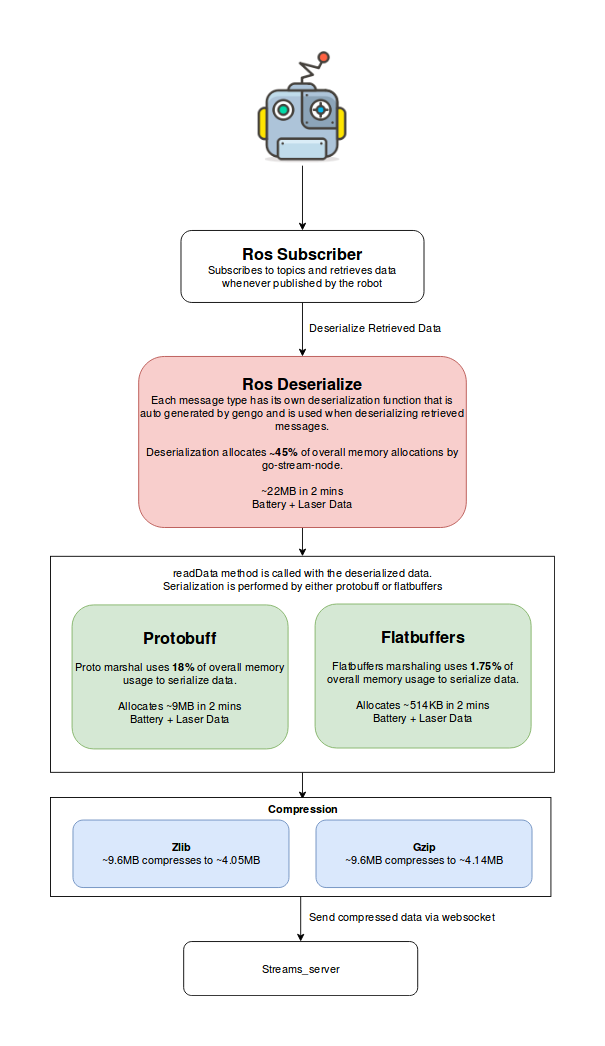 Ros Subscriber
Subscribes to topics and retrieves data
whenever published by the robot
Deserialize Retrieved Data
Ros Deserialize
Each message type has its own deserialization function that is
auto generated by gengo and is used when deserializing retrieved
messages.
Deserialization allocates ~45% of overall memory allocations by
go-stream-node.
~22MB in 2 mins
Battery + Laser Data
readData method is called with the deserialized data.
Serialization is performed by either protobuff or flatbuffers
Protobuff
Proto marshal uses 18% of overall memory
usage to serialize data.
Allocates ~9MB in 2 mins
Battery + Laser Data
Flatbuffers
Flatbuffers marshaling uses 1.75% of
overall memory usage to serialize data.
Allocates ~514KB in 2 mins
Battery + Laser Data
Compression
Zlib
~9.6MB compresses to ~4.05MB
Gzip
~9.6MB compresses to ~4.14MB
Send compressed data via websocket
Streams_server